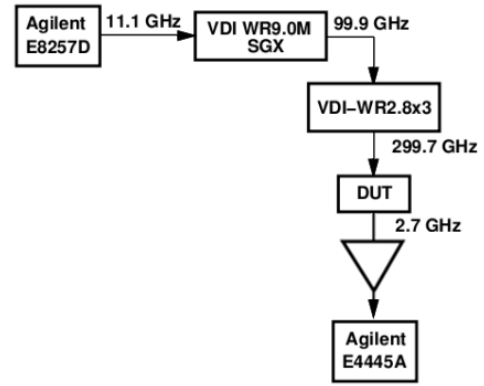 Agilent
E8257D
11.1 GHz
VDI WR9.0M
SGX
99.9 GHz
VDI–WR2.8x3
299.7 GHz
DUT
2.7 GHz
Agilent
E4445A